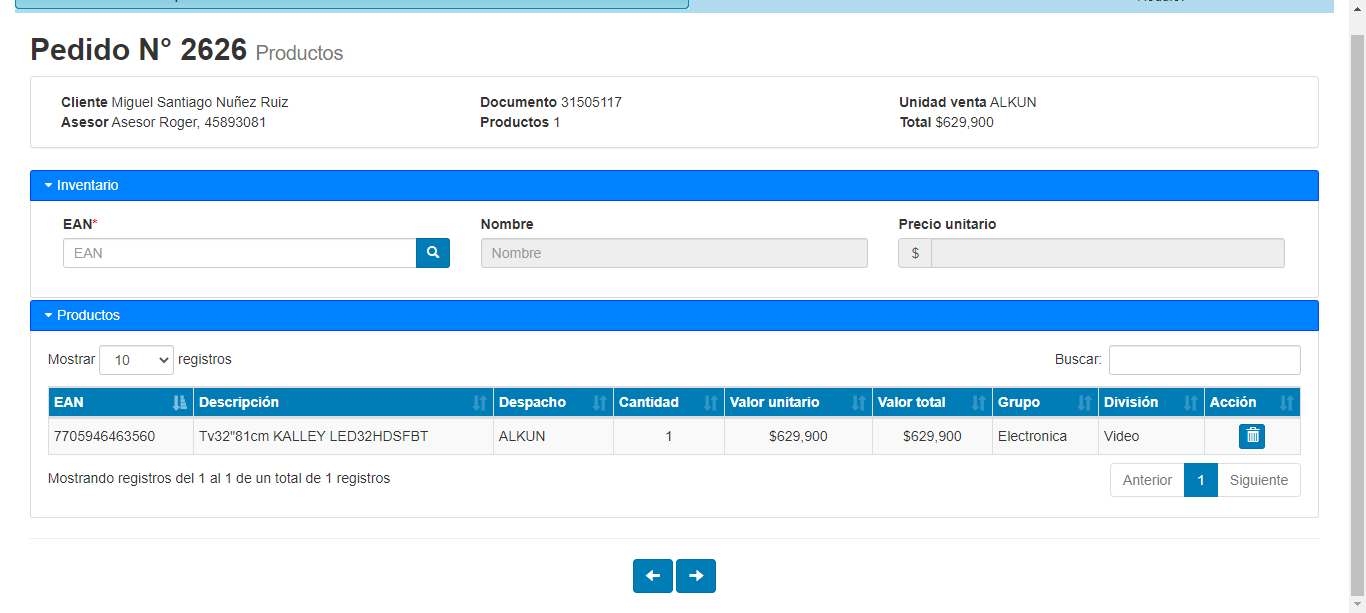 Pedido N° 2626 Productos
Cliente Miguel Santiago Nuñez Ruiz
Asesor Asesor Roger, 45893081
Documento 31505117
Productos 1
Unidad venta ALKUN
Total $629,900
Inventario
EAN*
EAN
Nombre
Nombre
Precio unitario
$
Productos
Mostrar 10 registros
Buscar:
EAN Descripción Despacho Cantidad Valor unitario Valor total Grupo División Acción
7705946463560 Tv32"81cm KALLEY LED32HDSFBT ALKUN 1 $629,900 $629,900 Electronica Video
Mostrando registros del 1 al 1 de un total de 1 registros
Anterior 1 Siguiente